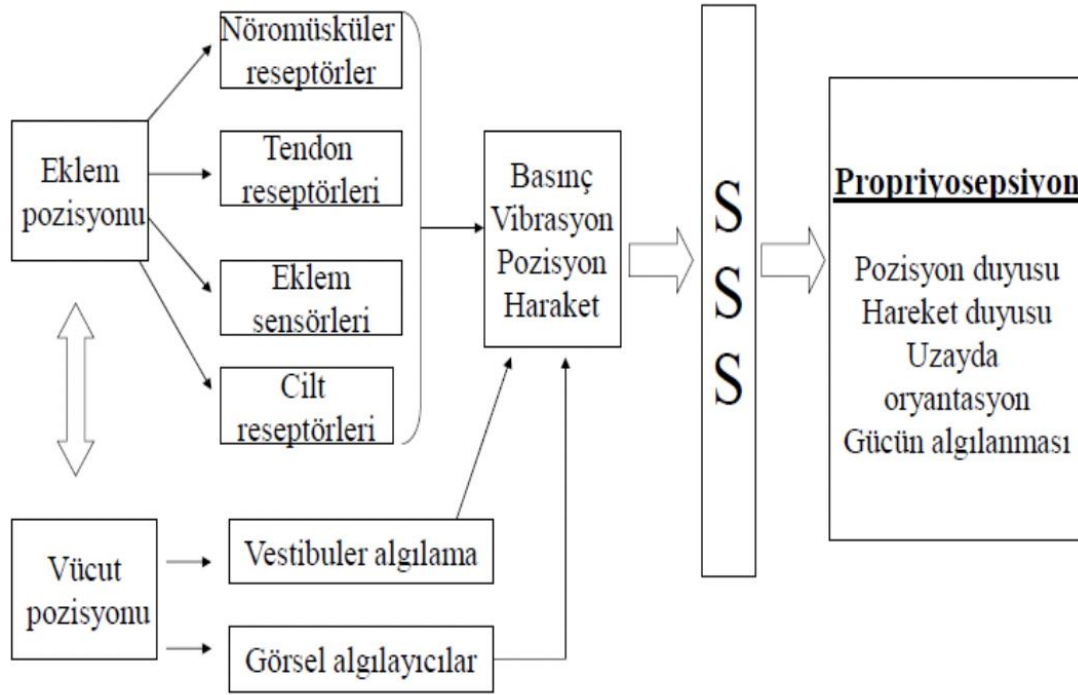 Nöromüsküler
reseptörler
Eklem
pozisyonu
Tendon
reseptörleri
Eklem
sensörleri
Cilt
reseptörleri
Basınç
Vibrasyon
Pozisyon
Haraket
S
S
S
Propriyosepsiyon
Pozisyon duyusu
Hareket duyusu
Uzayda
oryantasyon
Gücün algılanması
Vücut
pozisyonu
Vestibuler algılama
Görsel algılayıcılar